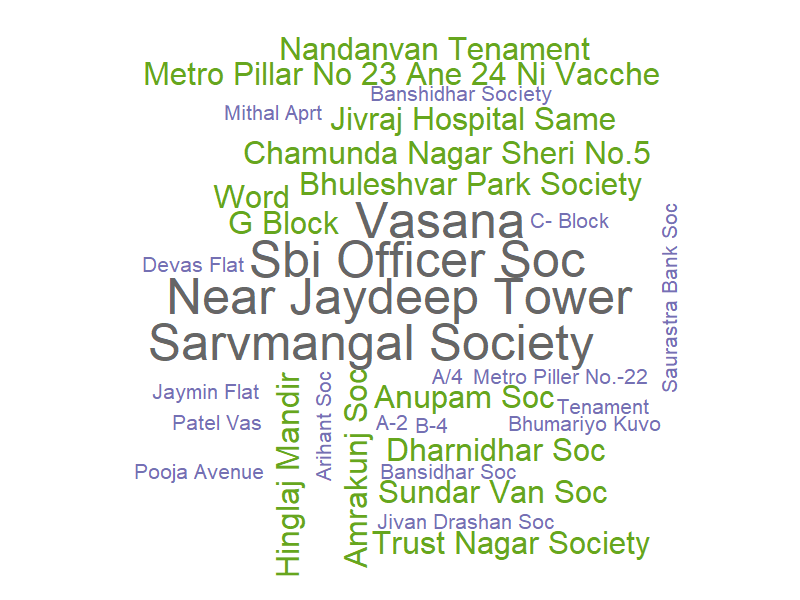 Nandanvan Tenament
Metro Pillar No 23 Ane 24 Ni Vacche
Banshidhar Society
Mithal Aprt
Jivraj Hospital Same
Chamunda Nagar Sheri No.5
Bhuleshvar Park Society
Word
G Block
Vasana
C- Block
Saurastra Bank Soc
Devas Flat
Sbi Officer Soc
Near Jaydeep Tower
Sarvmangal Society
A/4
Metro Piller No.-22
Jaymin Flat
Hinglaj Mandir
Arihant Soc
Amrakunj Soc
Anupam Soc
Tenament
Patel Vas
A-2
B-4
Bhumariyo Kuvo
Dharnidhar Soc
Pooja Avenue
Bansidhar Soc
Sundar Van Soc
Jivan Drashan Soc
Trust Nagar Society